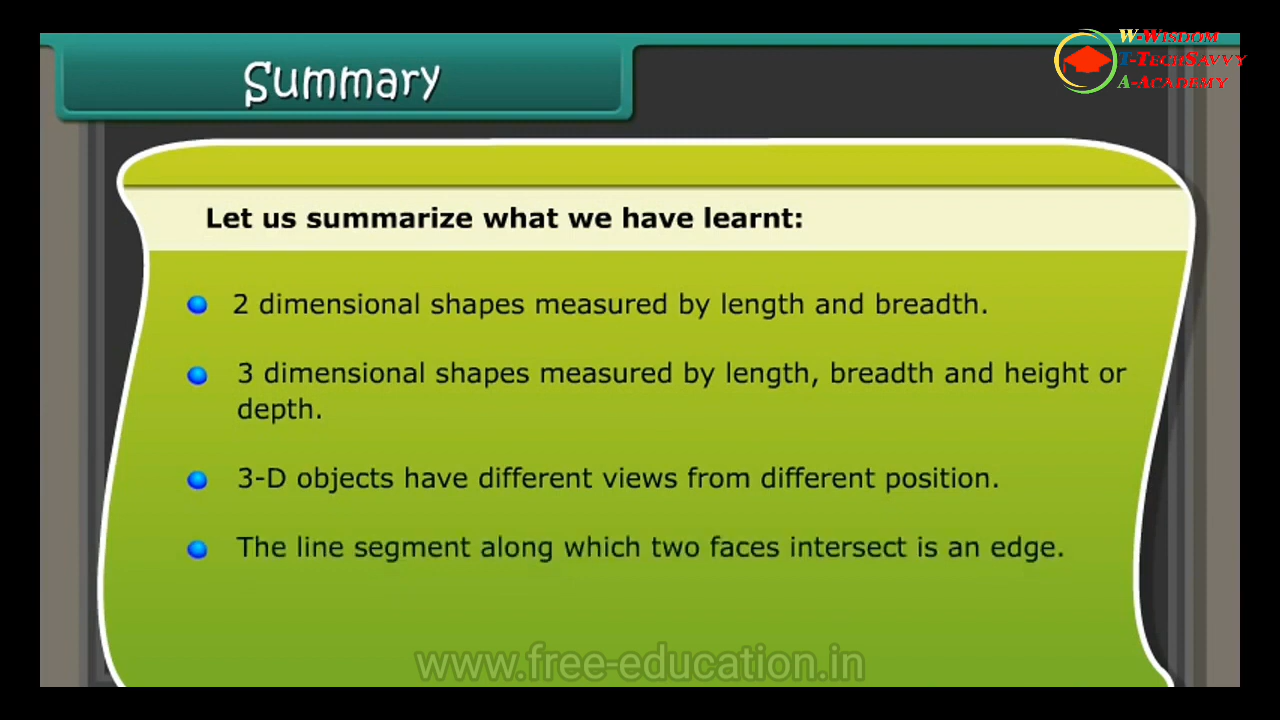 Summary
W-Wisdom
T-TechSavvy
A-Academy
Let us summarize what we have learnt:
2 dimensional shapes measured by length and breadth.
3 dimensional shapes measured by length, breadth and height or
depth.
3-D objects have different views from different position.
The line segment along which two faces intersect is an edge.
www.free-education.in